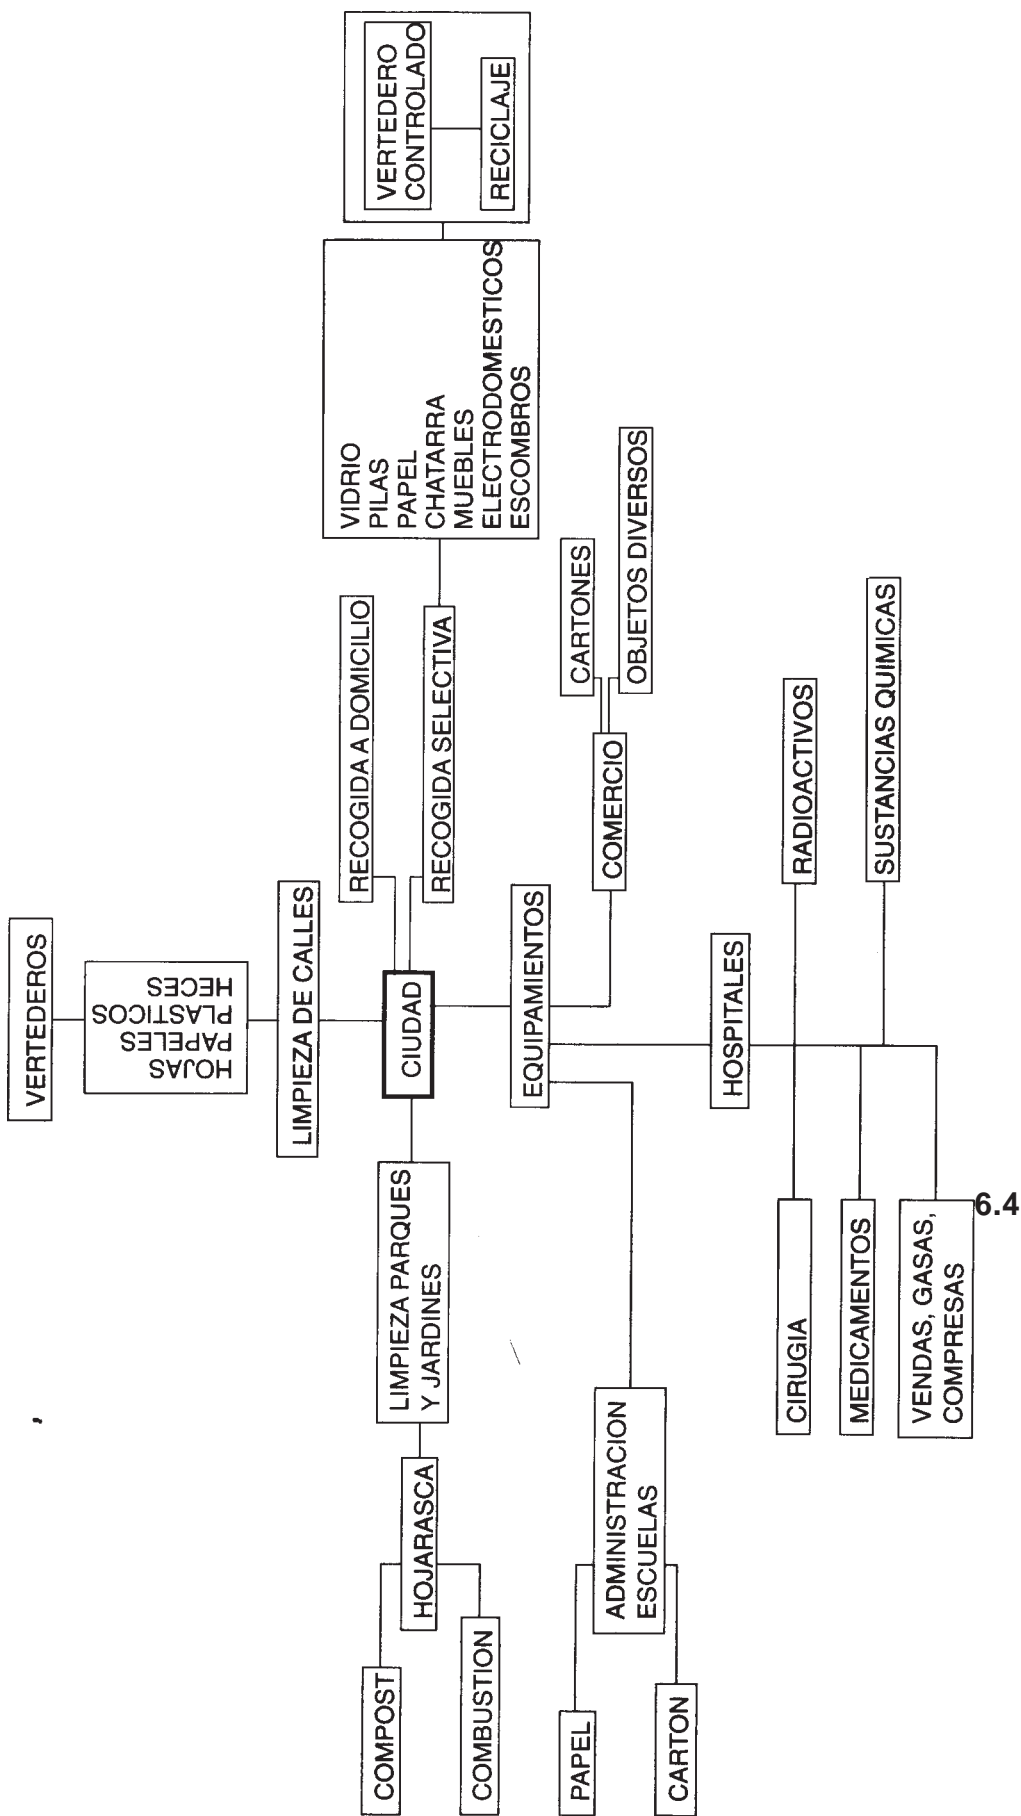 VERTEDEROS
HOJAS
PAPELES
PLASTICOS
HECES
LIMPIEZA DE CALLES
CIUDAD
RECOGIDA A DOMICILIO
RECOGIDA SELECTIVA
VIDRIO
PILAS
PAPEL
CHATARRA
MUEBLES
ELECTRODOMESTICOS
ESCOMBROS
VERTEDERO
CONTROLADO
RECICLAJE
LIMPIEZA PARQUES
Y JARDINES
HOJARASCA
COMPOST
COMBUSTION
EQUIPAMIENTOS
ADMINISTRACION
ESCUELAS
PAPEL
CARTON
COMERCIO
CARTONES
OBJETOS DIVERSOS
HOSPITALES
CIRUGIA
RADIOACTIVOS
MEDICAMENTOS
SUSTANCIAS QUIMICAS
VENDAS, GASAS,
COMPRESAS
6.4